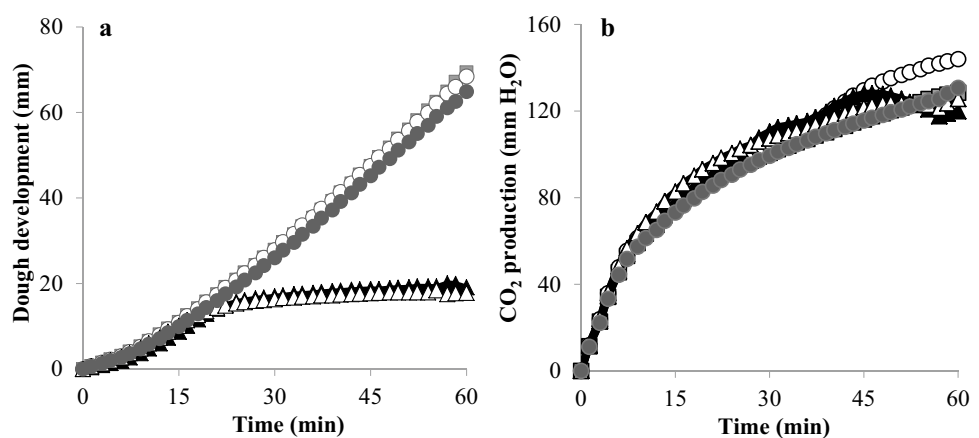 a
Dough development (mm)
80
60
40
20
0
0 15 30 45 60
Time (min)
b
CO₂ production (mm H₂O)
160
120
80
40
0
0 15 30 45 60
Time (min)